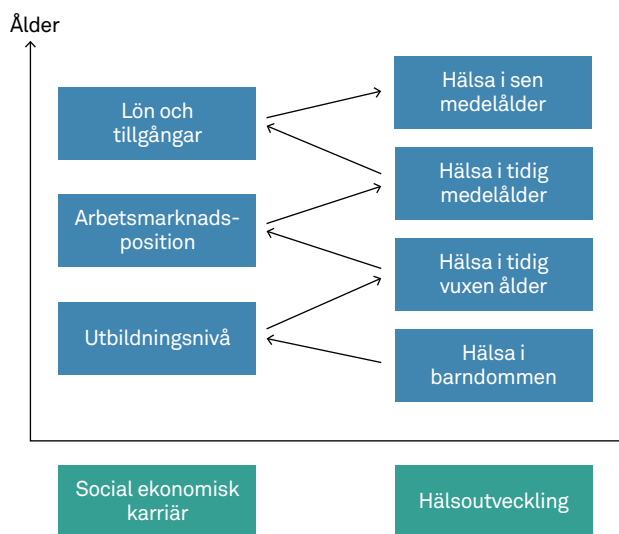 Ålder
Lön och
tillgångar
Arbetsmarknads-
position
Utbildningsnivå
Hälsa i sen
medelålder
Hälsa i tidig
medelålder
Hälsa i tidig
vuxen ålder
Hälsa i
barndommen
Social ekonomisk
karriär
Hälsoutveckling